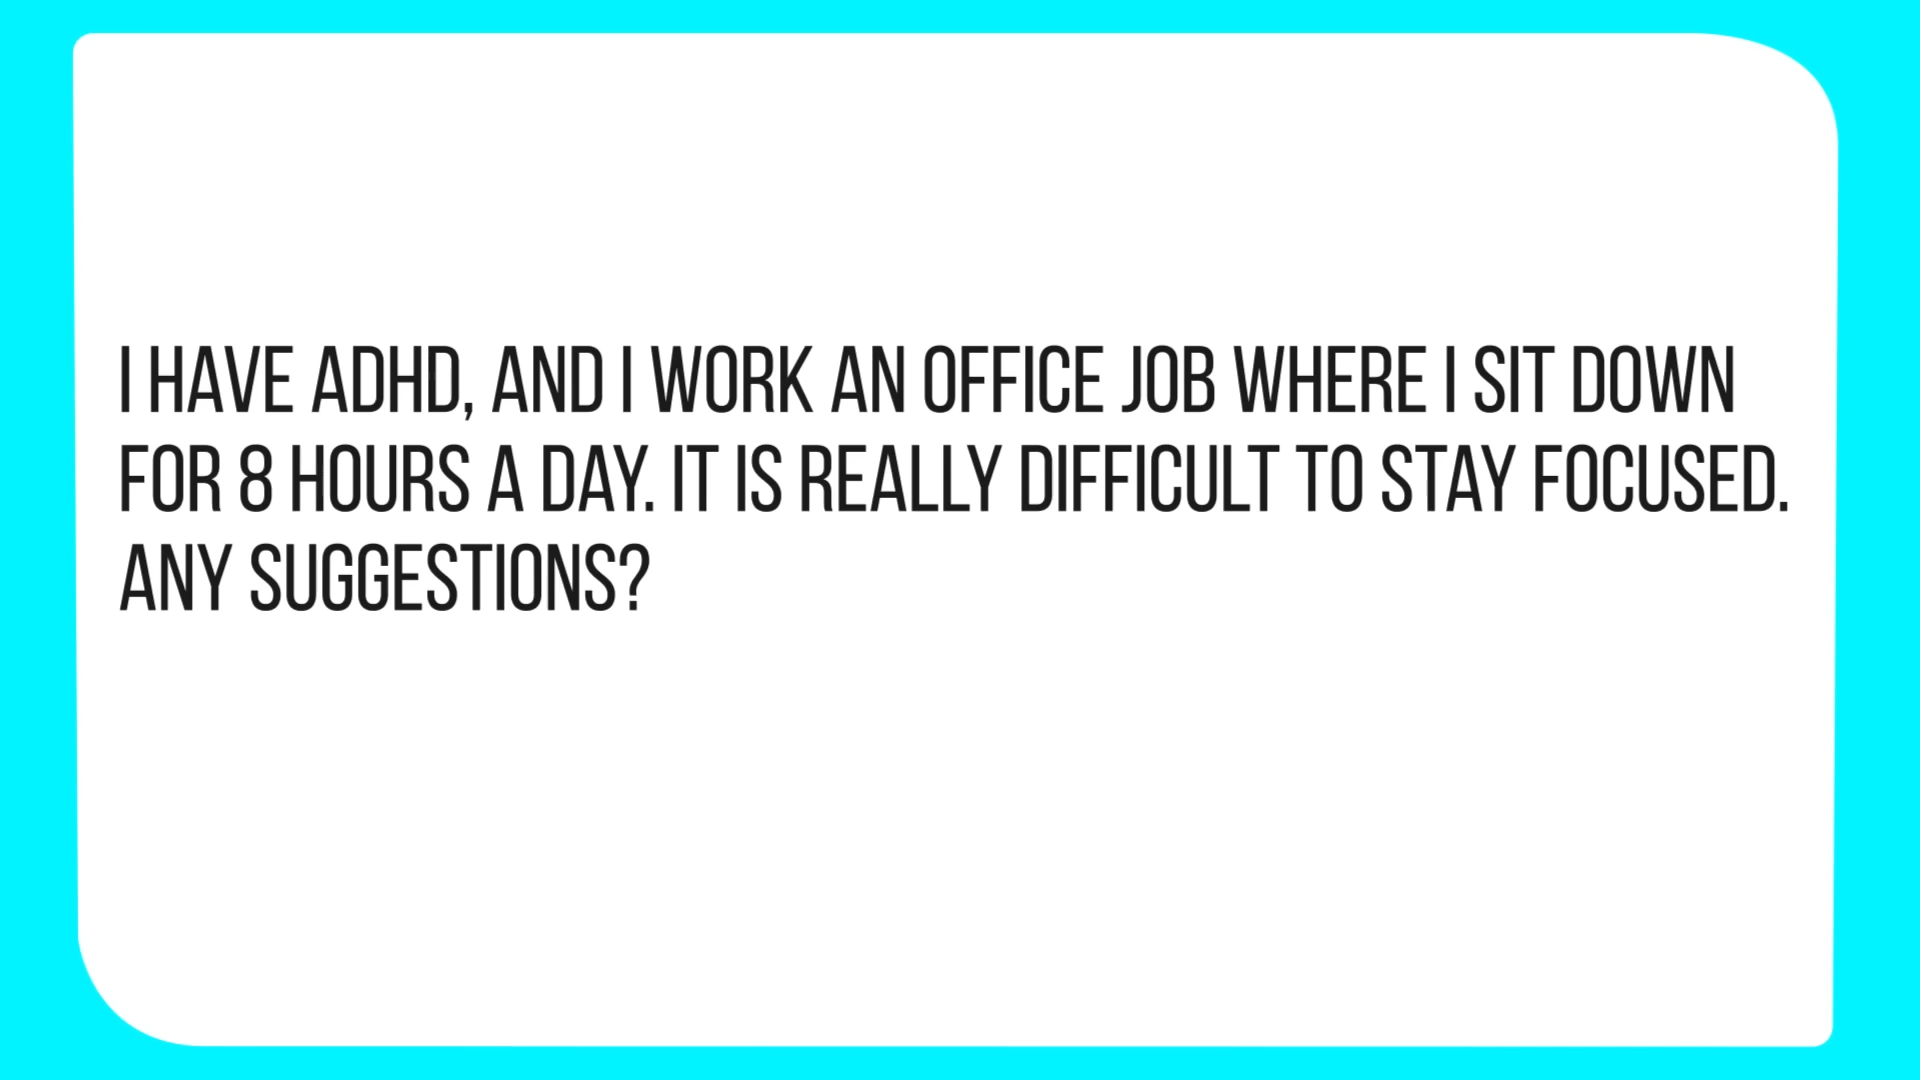 I HAVE ADHD, AND I WORK AN OFFICE JOB WHERE I SIT DOWN
FOR 8 HOURS A DAY. IT IS REALLY DIFFICULT TO STAY FOCUSED.
ANY SUGGESTIONS?